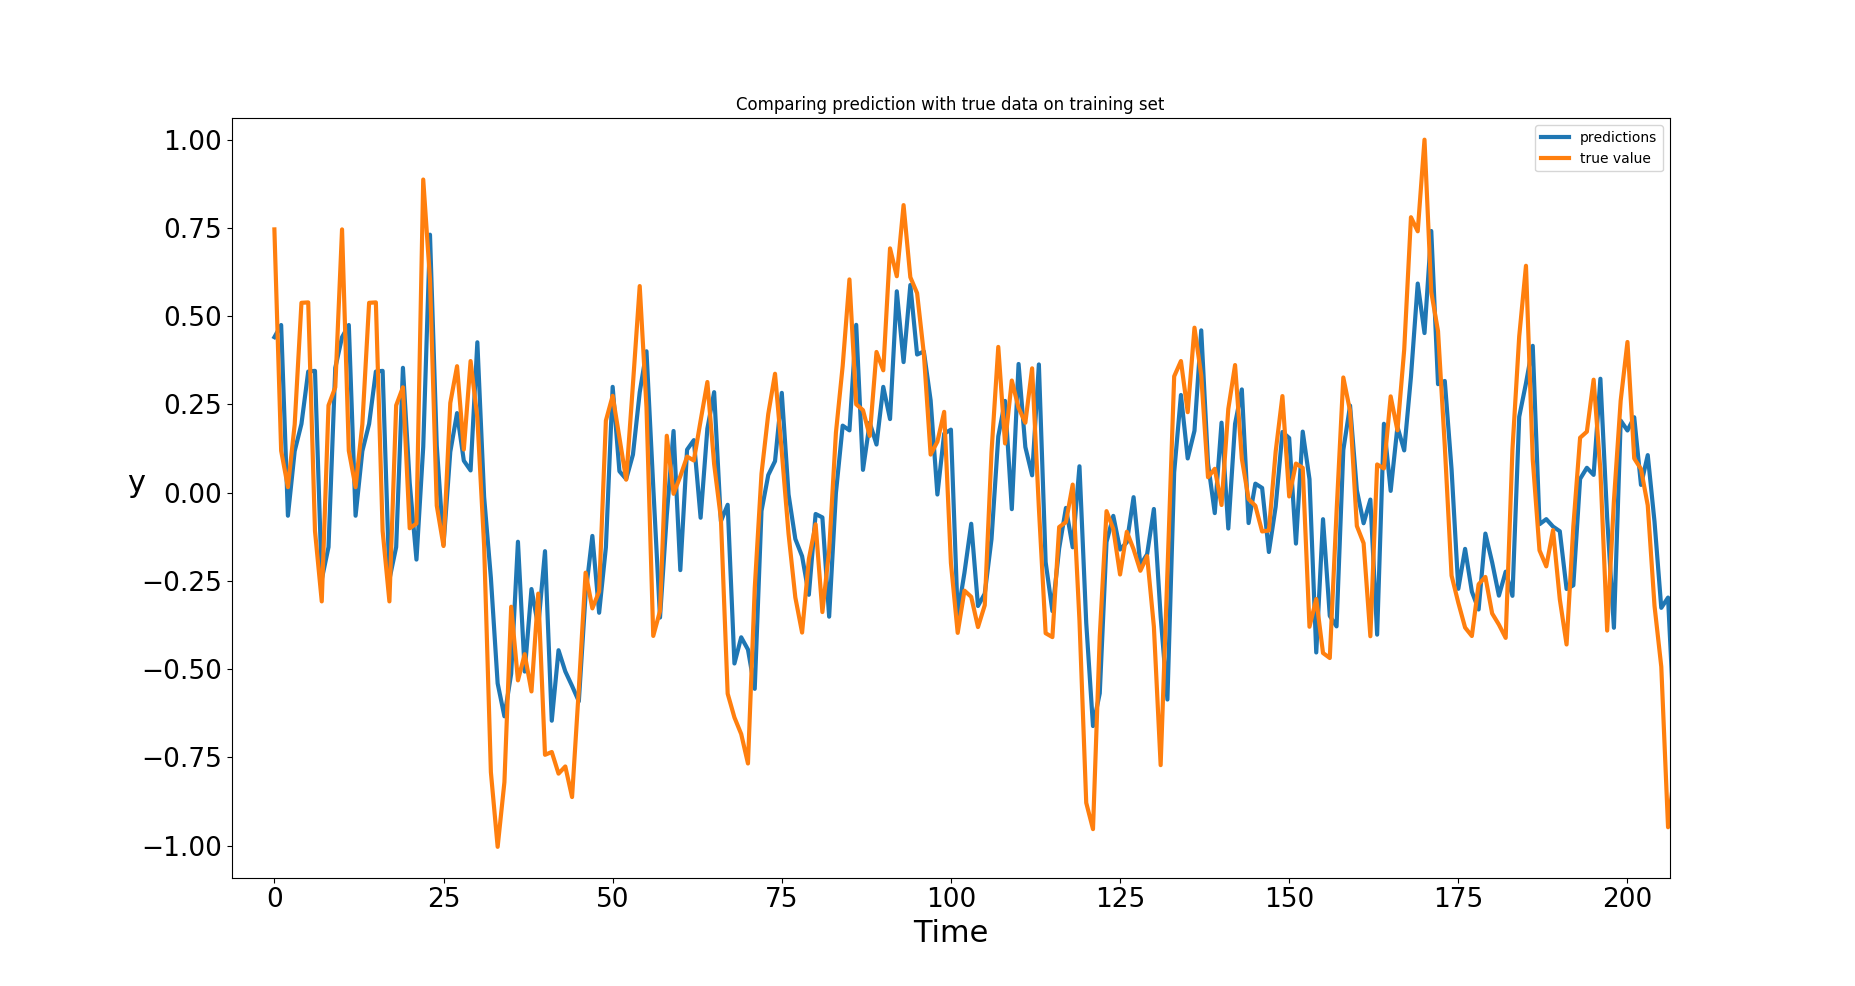 Comparing prediction with true data on training set
predictions
true value
1.00
0.75
0.50
0.25
0.00
−0.25
−0.50
−0.75
−1.00
y
0 25 50 75 100 125 150 175 200
Time